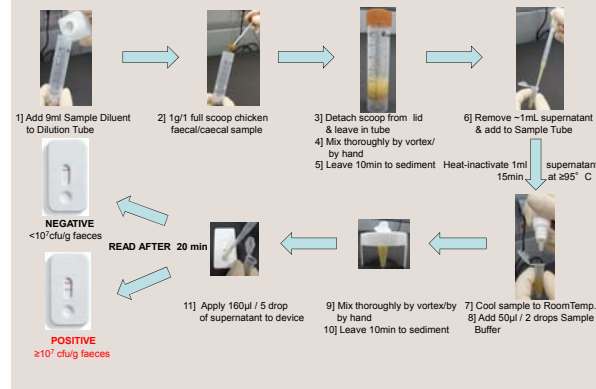 1] Add 9ml Sample Diluent
to Dilution Tube
2] 1g/1 full scoop chicken
faecal/caecal sample
3] Detach scoop from lid
& leave in tube
4] Mix thoroughly by vortex/
by hand
5] Leave 10min to sediment
6] Remove ~1mL supernatant
& add to Sample Tube
Heat-inactivate 1ml supernatant
15min at ≥95° C
7] Cool sample to RoomTemp.
8] Add 50µl / 2 drops Sample
Buffer
9] Mix thoroughly by vortex/by
by hand
10] Leave 10min to sediment
11] Apply 160µl / 5 drop
of supernatant to device
READ AFTER 20 min
NEGATIVE
<10⁷cfu/g faeces
POSITIVE
≥10⁷ cfu/g faeces